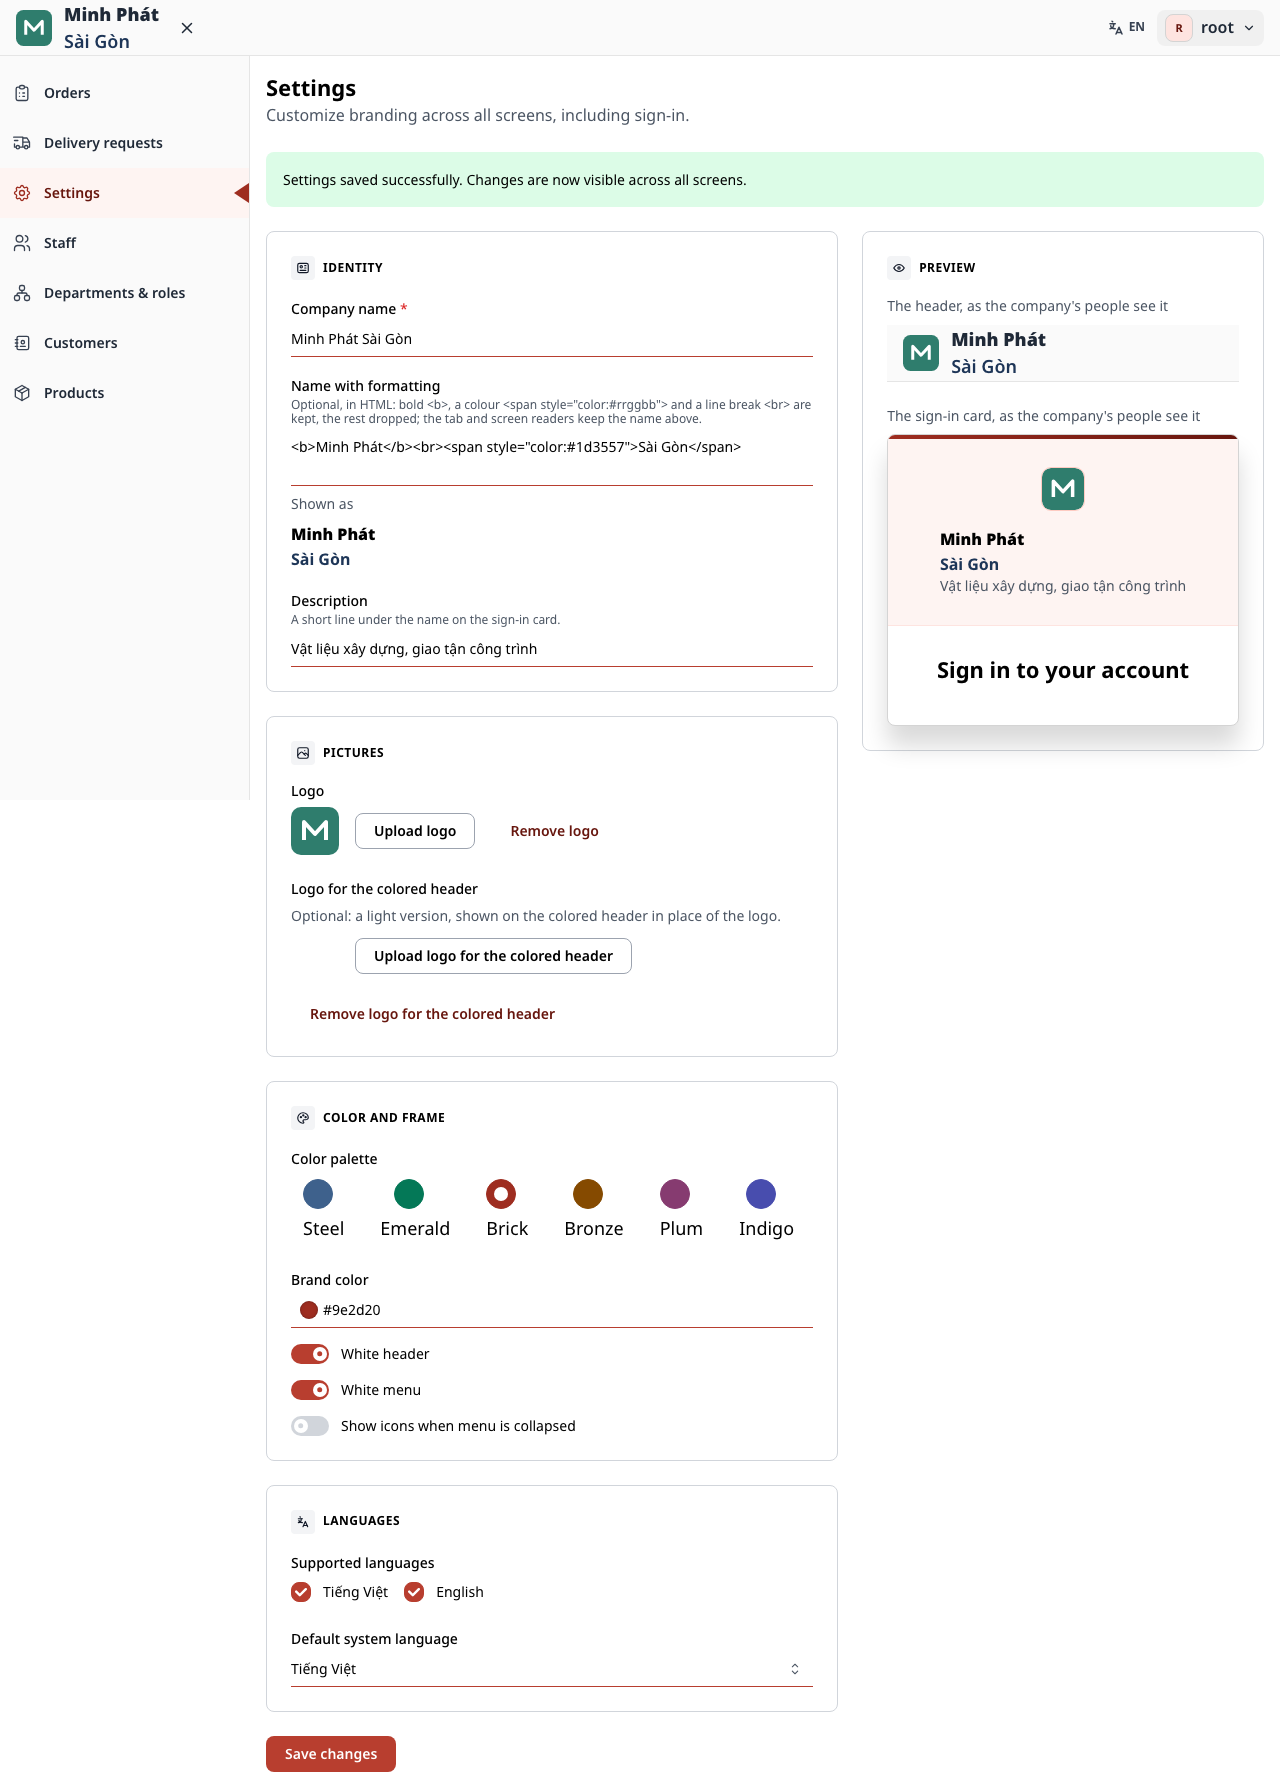 Minh Phát
Sài Gòn
EN
R
root
Orders
Delivery requests
Settings
Staff
Departments & roles
Customers
Products
Settings
Customize branding across all screens, including sign-in.
Settings saved successfully. Changes are now visible across all screens.
IDENTITY
Company name *
Minh Phát Sài Gòn
Name with formatting
Optional, in HTML: bold <b>, a colour <span style="color:#rrggbb"> and a line break <br> are
kept, the rest dropped; the tab and screen readers keep the name above.
<b>Minh Phát</b><br><span style="color:#1d3557">Sài Gòn</span>
Shown as
Minh Phát
Sài Gòn
Description
A short line under the name on the sign-in card.
Vật liệu xây dựng, giao tận công trình
PICTURES
Logo
Upload logo
Remove logo
Logo for the colored header
Optional: a light version, shown on the colored header in place of the logo.
Upload logo for the colored header
Remove logo for the colored header
COLOR AND FRAME
Color palette
Steel
Emerald
Brick
Bronze
Plum
Indigo
Brand color
#9e2d20
White header
White menu
Show icons when menu is collapsed
LANGUAGES
Supported languages
Tiếng Việt
English
Default system language
Tiếng Việt
Save changes
PREVIEW
The header, as the company's people see it
Minh Phát
Sài Gòn
The sign-in card, as the company's people see it
Minh Phát
Sài Gòn
Vật liệu xây dựng, giao tận công trình
Sign in to your account